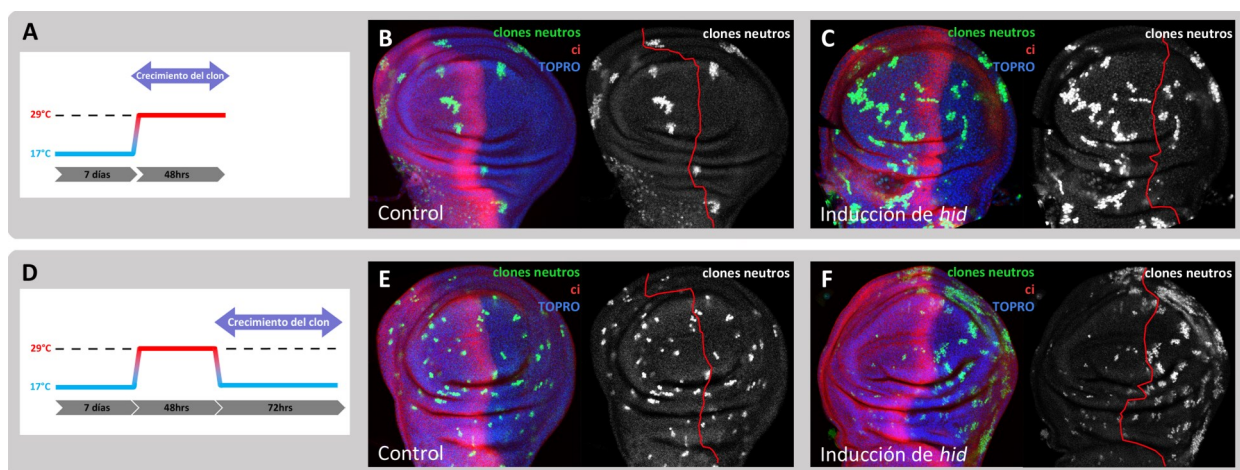 A
Crecimiento del clon
29°C
17°C
7 días
48hrs
B
clones neutros
ci
TOPRO
clones neutros
Control
C
clones neutros
ci
TOPRO
clones neutros
Inducción de hid
D
Crecimiento del clon
29°C
17°C
7 días
48hrs
72hrs
E
clones neutros
ci
TOPRO
clones neutros
Control
F
clones neutros
ci
TOPRO
clones neutros
Inducción de hid